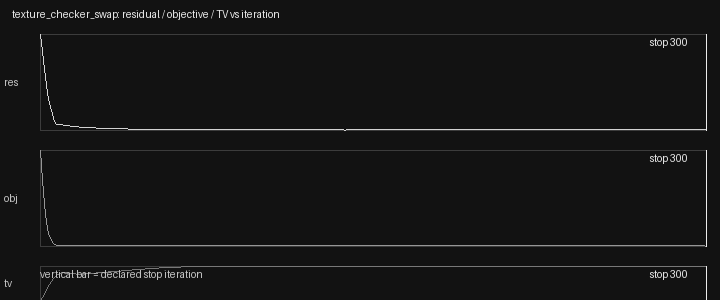 texture_checker_swap: residual / objective / TV vs iteration
stop 300
res
stop 300
obj
vertical bar = declared stop iteration
stop 300
tv